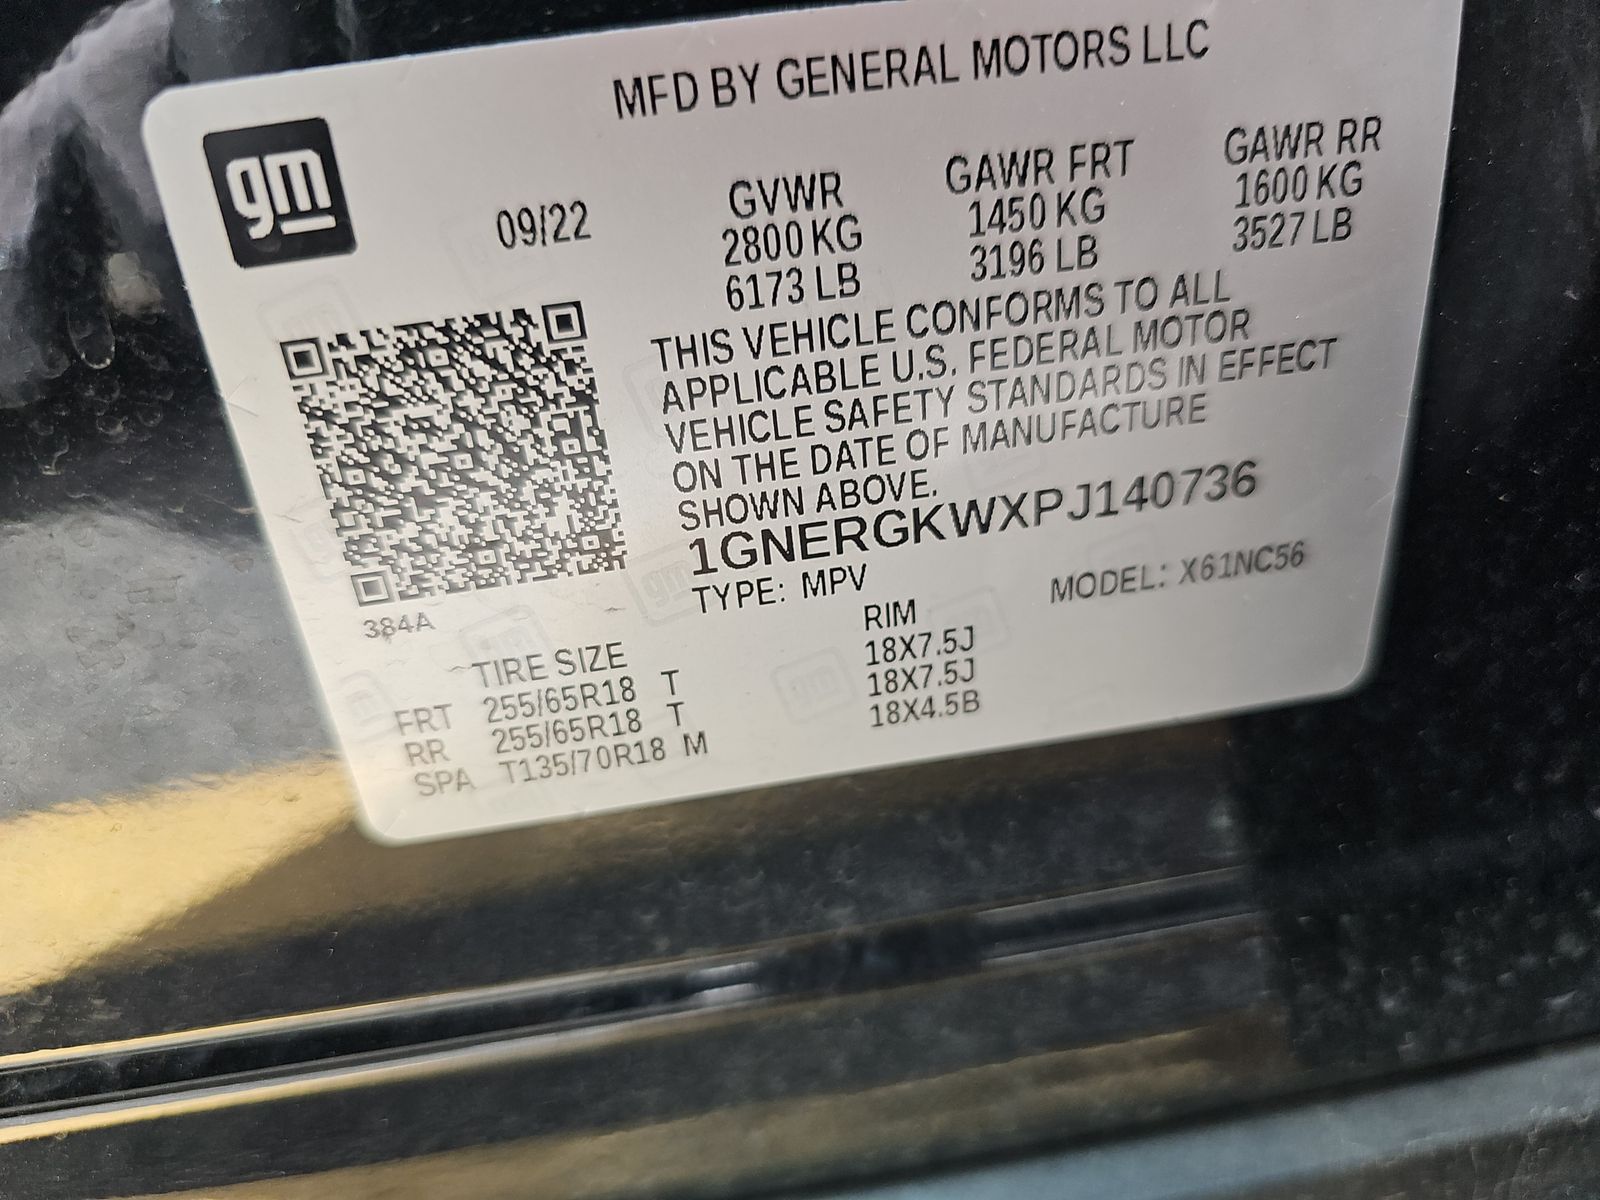 MFD BY GENERAL MOTORS LLC
gm
09/22
GVWR
2800 KG
6173 LB
GAWR FRT
1450 KG
3196 LB
GAWR RR
1600 KG
3527 LB
THIS VEHICLE CONFORMS TO ALL
APPLICABLE U.S. FEDERAL MOTOR
VEHICLE SAFETY STANDARDS IN EFFECT
ON THE DATE OF MANUFACTURE
SHOWN ABOVE.
1GNERGKWXPJ140736
TYPE: MPV MODEL: X61NC56
384A
TIRE SIZE RIM
FRT 255/65R18 T 18X7.5J
RR 255/65R18 T 18X7.5J
SPA T135/70R18 M 18X4.5B